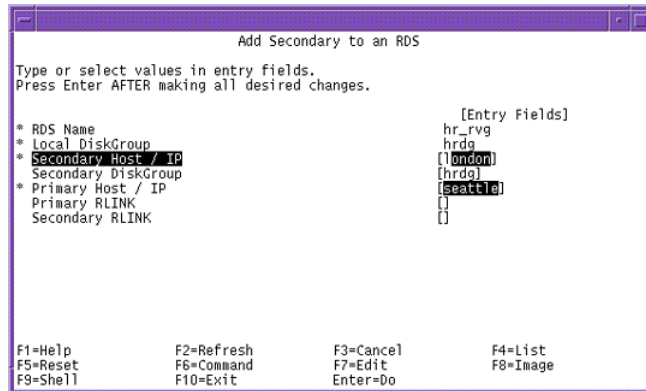 Add Secondary to an RDS
Type or select values in entry fields.
Press Enter AFTER making all desired changes.
[Entry Fields]
* RDS Name hr_rvg
* Local DiskGroup hrdg
* Secondary Host / IP [london]
Secondary DiskGroup [hrdg]
* Primary Host / IP [seattle]
Primary RLINK []
Secondary RLINK []
F1=Help F2=Refresh F3=Cancel F4=List
F5=Reset F6=Command F7=Edit F8=Image
F9=Shell F10=Exit Enter=Do